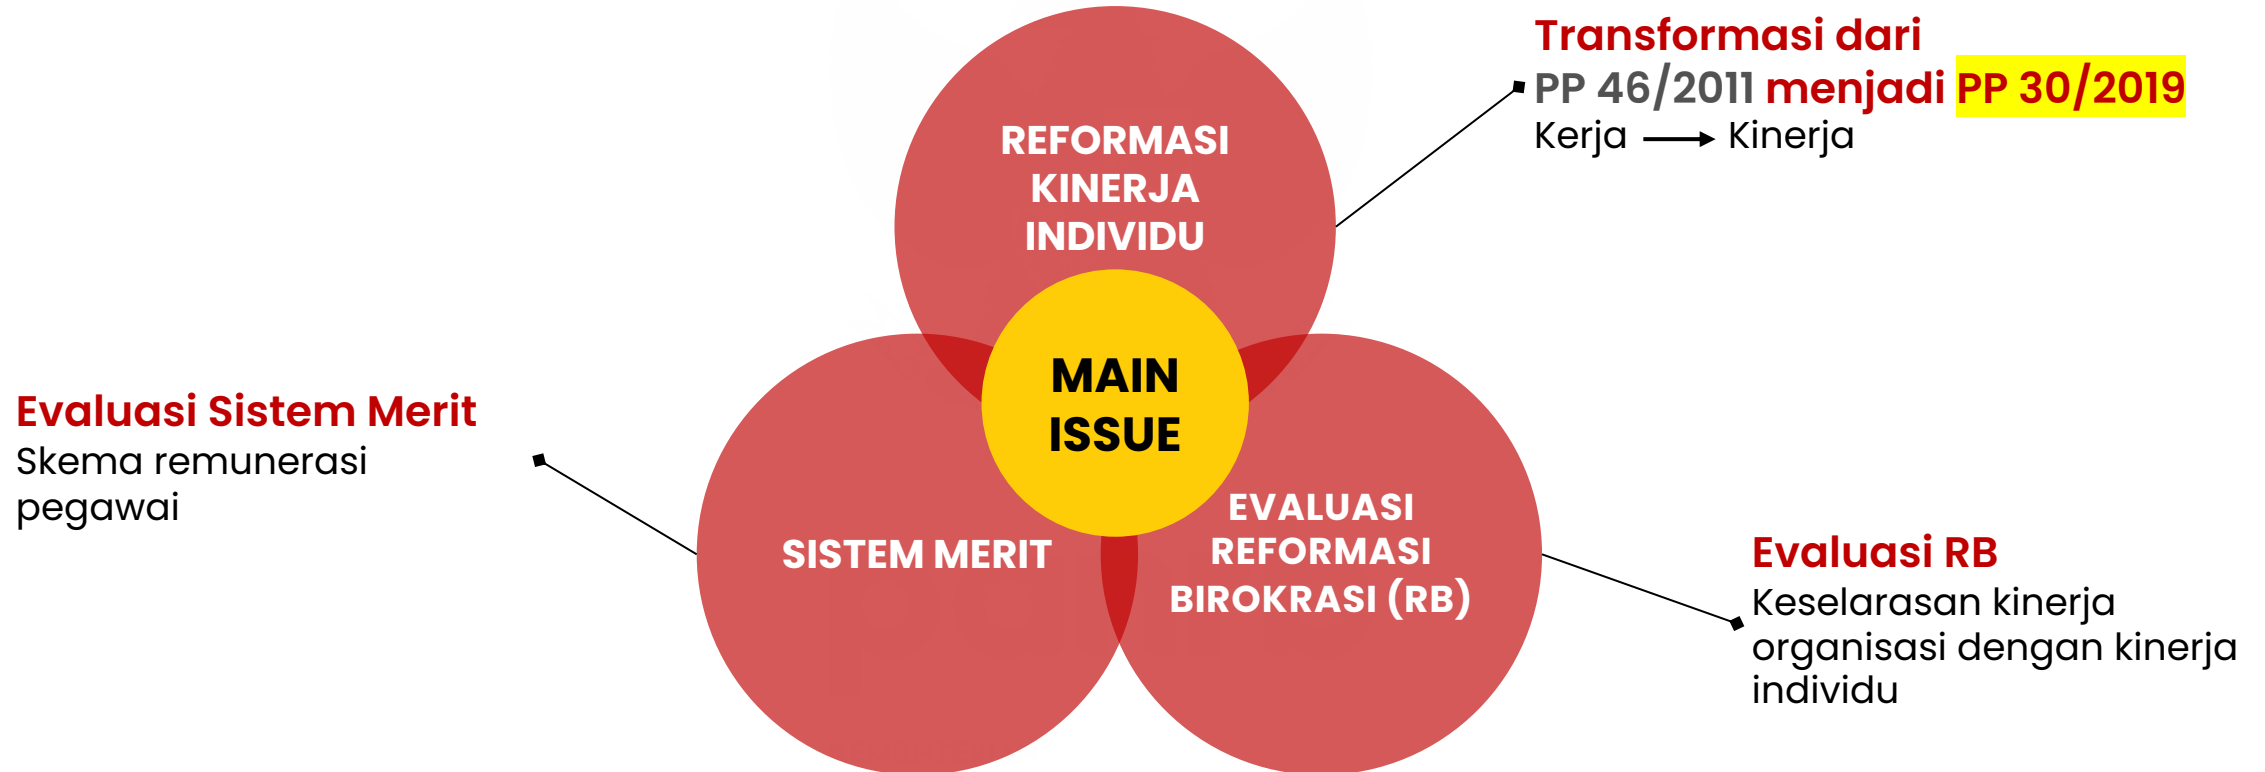 Transformasi dari
PP 46/2011 menjadi PP 30/2019
Kerja → Kinerja
REFORMASI
KINERJA
INDIVIDU
MAIN
ISSUE
Evaluasi Sistem Merit
Skema remunerasi
pegawai
SISTEM MERIT
EVALUASI
REFORMASI
BIROKRASI (RB)
Evaluasi RB
Keselarasan kinerja
organisasi dengan kinerja
individu